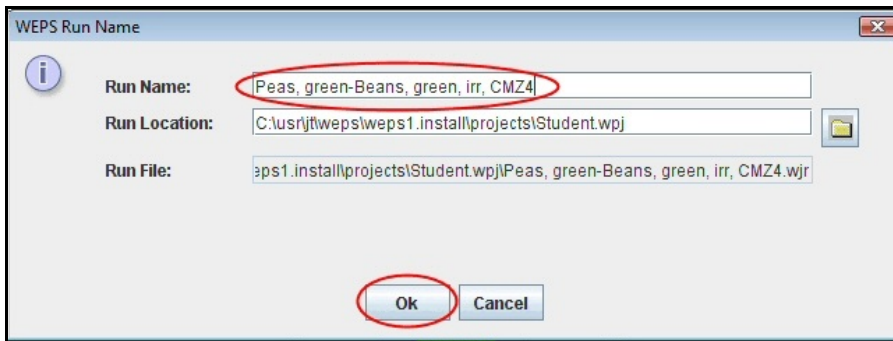 WEPS Run Name
Run Name: Peas, green-Beans, green, irr, CMZ4
Run Location: C:\usr\jt\weps\weps1.install\projects\Student.wpj
Run File: eps1.install\projects\Student.wpj\Peas, green-Beans, green, irr, CMZ4.wjr
Ok Cancel